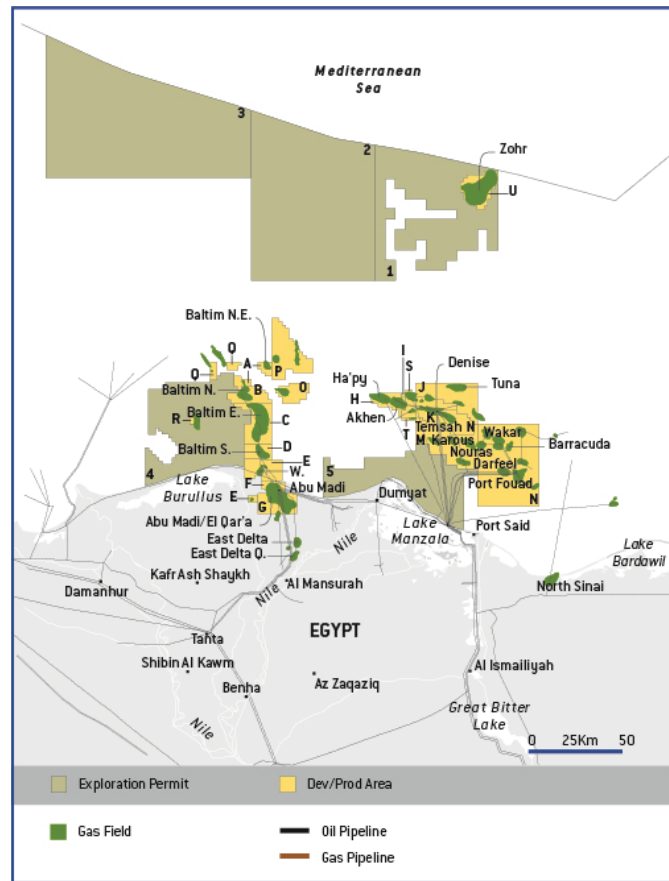 Mediterranean
Sea
3
2
Zohr
U
1
Baltim N.E.
Q
Q
A
P
B
O
Baltim N.
R
Baltim E.
C
Baltim S.
D
E
W.
4
F
Abu Madi
Lake
Burullus
E
G
Abu Madi/El Qar'a
East Delta
East Delta O.
I
S
Denise
Ha'py
J
Tuna
H
Akhen
K
T
Temsah
N
Wakar
M
Karous
Barracuda
Nouras
Darfeel
Port Fouad
N
5
Dumyat
Lake
Manzala
Port Said
Lake
Bardawil
North Sinai
Nile
Kafr Ash Shaykh
Damanhur
Nile
Al Mansurah
EGYPT
Tahta
Shibin Al Kawm
Az Zaqaziq
Al Ismailiyah
Benha
Nile
Great Bitter
Lake
0 25Km 50
Exploration Permit
Dev/Prod Area
Gas Field
Oil Pipeline
Gas Pipeline